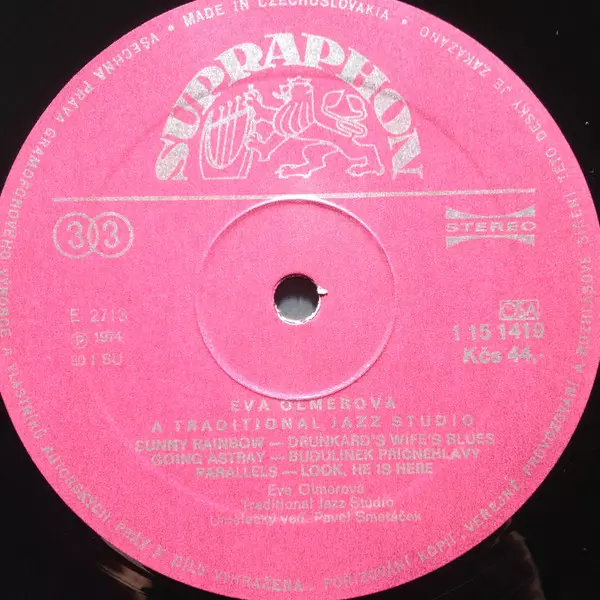 VŠECHNA PRÁVA GRAMOFONOVÉHO VÝROBCE A VLASTNÍKŮ AUTORSKÝCH PRÁV K DÍLU VYHRAZENA. POŘIZOVÁNÍ KOPIÍ, VEŘEJNÉ PROVOZOVÁNÍ A ROZHLASOVÉ ŠÍŘENÍ TÉTO DESKY JE ZAKÁZÁNO
• MADE IN CZECHOSLOVAKIA •
SUPRAPHON
33
STEREO
E 2713
Ⓟ 1974
OSA
1 15 1419
Kčs 44,-
EVA OLMEROVÁ
A TRADITIONAL JAZZ STUDIO
SUNNY RAINBOW — DRUNKARD'S WIFE'S BLUES
GOING ASTRAY — BUDULÍNEK PŘIČNEHLAVÝ
PARALLELS — LOOK, HE IS HERE
Eva Olmerová
Traditional Jazz Studio
Umělecký ved. Pavel Smetáček